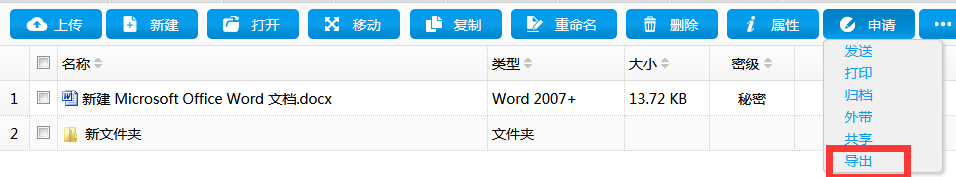 上传 新建 打开 移动 复制 重命名 删除 属性 申请 •••
名称 类型 大小 密级
1 新建 Microsoft Office Word 文档.docx Word 2007+ 13.72 KB 秘密
2 新文件夹 文件夹
发送
打印
归档
外带
共享
导出